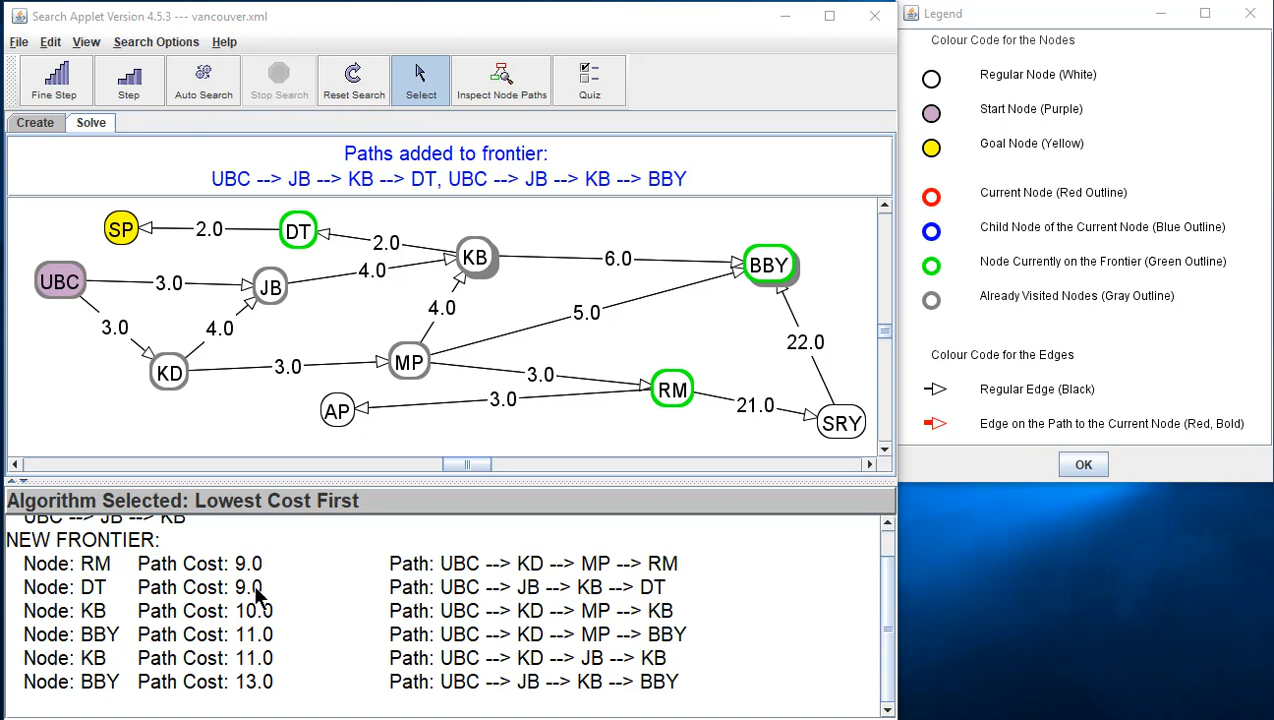 Search Applet Version 4.5.3 --- vancouver.xml
File Edit View Search Options Help
Fine Step Step Auto Search Stop Search Reset Search Select Inspect Node Paths Quiz
Create Solve
Paths added to frontier:
UBC --> JB --> KB --> DT, UBC --> JB --> KB --> BBY
SP 2.0 DT 2.0 KB 6.0 BBY
UBC 3.0 JB 4.0
3.0 4.0 4.0 5.0 22.0
KD 3.0 MP 3.0 RM 21.0 SRY
AP 3.0
Algorithm Selected: Lowest Cost First
UBC --> JB --> KB
NEW FRONTIER:
Node: RM Path Cost: 9.0 Path: UBC --> KD --> MP --> RM
Node: DT Path Cost: 9.0 Path: UBC --> JB --> KB --> DT
Node: KB Path Cost: 10.0 Path: UBC --> KD --> MP --> KB
Node: BBY Path Cost: 11.0 Path: UBC --> KD --> MP --> BBY
Node: KB Path Cost: 11.0 Path: UBC --> KD --> JB --> KB
Node: BBY Path Cost: 13.0 Path: UBC --> JB --> KB --> BBY
Legend
Colour Code for the Nodes
Regular Node (White)
Start Node (Purple)
Goal Node (Yellow)
Current Node (Red Outline)
Child Node of the Current Node (Blue Outline)
Node Currently on the Frontier (Green Outline)
Already Visited Nodes (Gray Outline)
Colour Code for the Edges
Regular Edge (Black)
Edge on the Path to the Current Node (Red, Bold)
OK